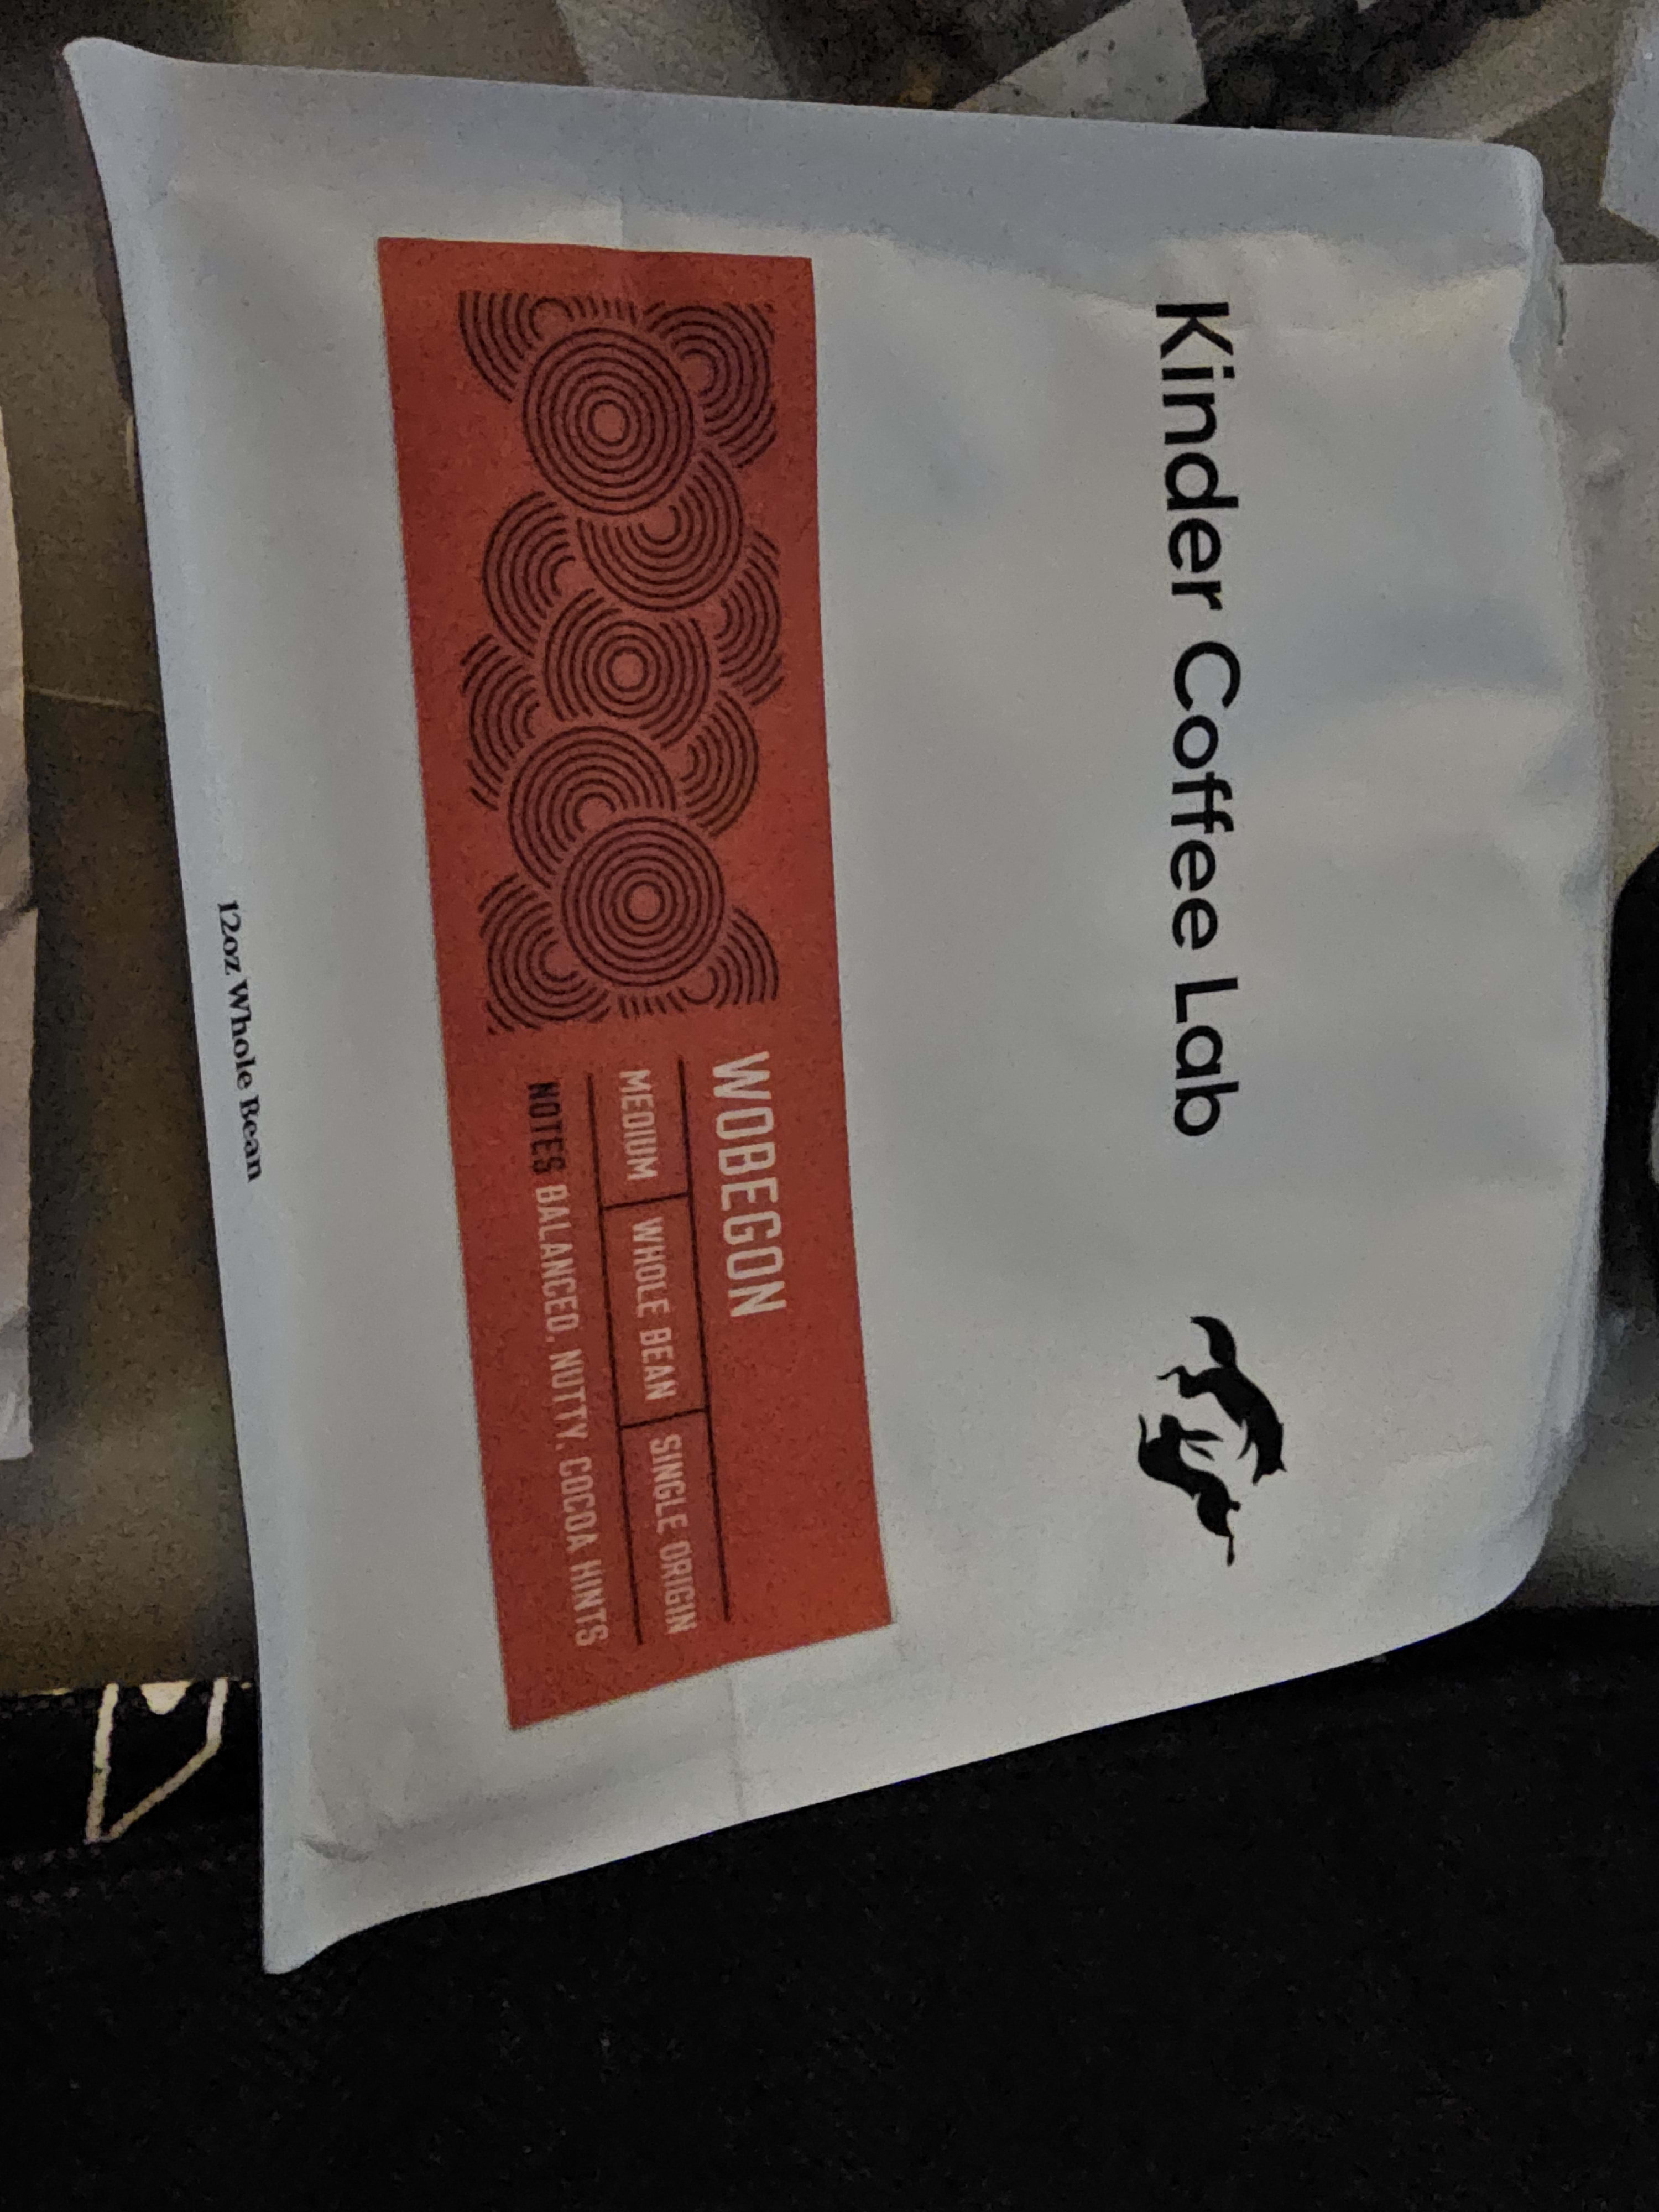 Kinder Coffee Lab
WOBEGON
MEDIUM WHOLE BEAN SINGLE ORIGIN
NOTES BALANCED, NUTTY, COCOA HINTS
12oz Whole Bean